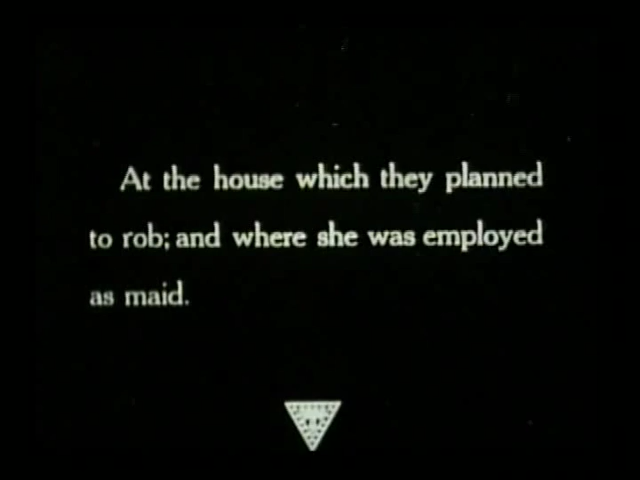 At the house which they planned
to rob; and where she was employed
as maid.